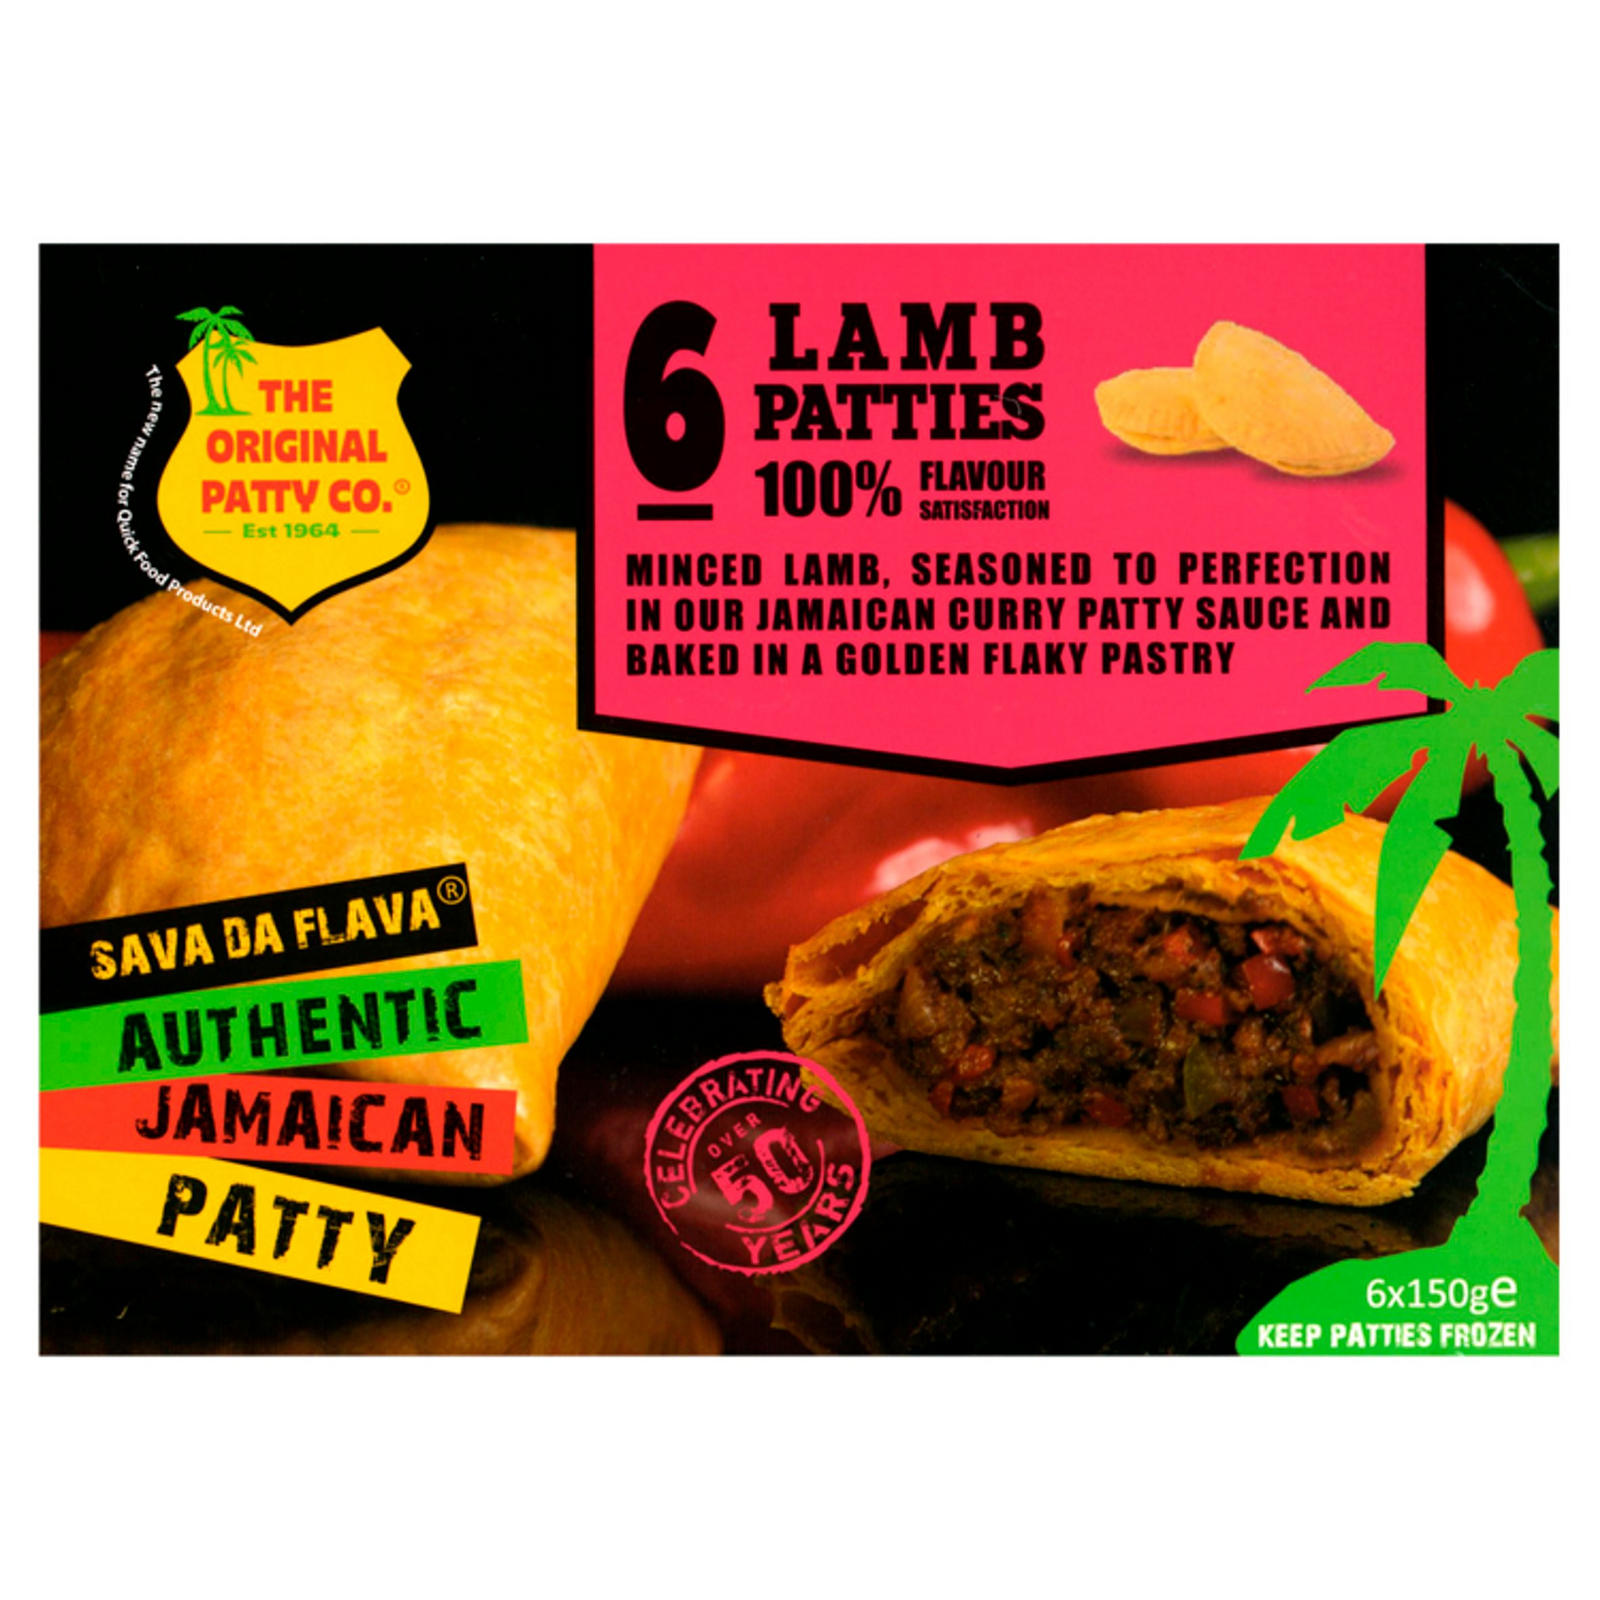 THE
ORIGINAL
PATTY CO.®
Est 1964
The new name for Quick Food Products Ltd
6
LAMB
PATTIES
100% FLAVOUR
SATISFACTION
MINCED LAMB, SEASONED TO PERFECTION
IN OUR JAMAICAN CURRY PATTY SAUCE AND
BAKED IN A GOLDEN FLAKY PASTRY
SAVA DA FLAVA®
AUTHENTIC
JAMAICAN
PATTY
CELEBRATING
OVER
50
YEARS
6x150ge
KEEP PATTIES FROZEN